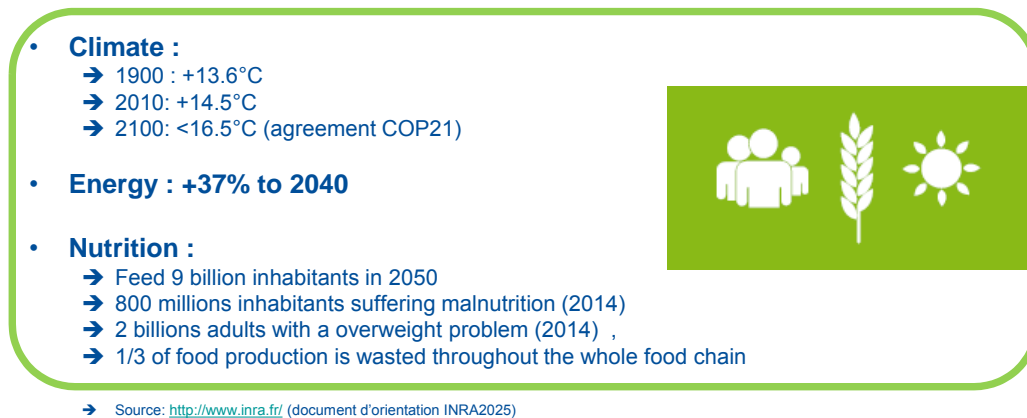 • Climate :
➔ 1900 : +13.6°C
➔ 2010: +14.5°C
➔ 2100: <16.5°C (agreement COP21)
• Energy : +37% to 2040
• Nutrition :
➔ Feed 9 billion inhabitants in 2050
➔ 800 millions inhabitants suffering malnutrition (2014)
➔ 2 billions adults with a overweight problem (2014) ,
➔ 1/3 of food production is wasted throughout the whole food chain
➔ Source: http://www.inra.fr/ (document d'orientation INRA2025)